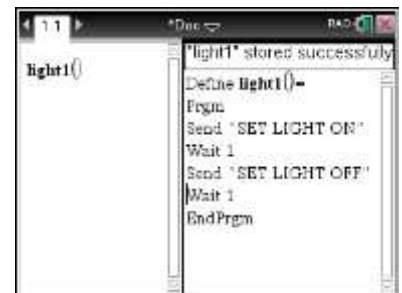 1.1
*Doc
RAD
light1()
"light1" stored successfully
Define light1()=
Prgm
Send "SET LIGHT ON"
Wait 1
Send "SET LIGHT OFF"
Wait 1
EndPrgm